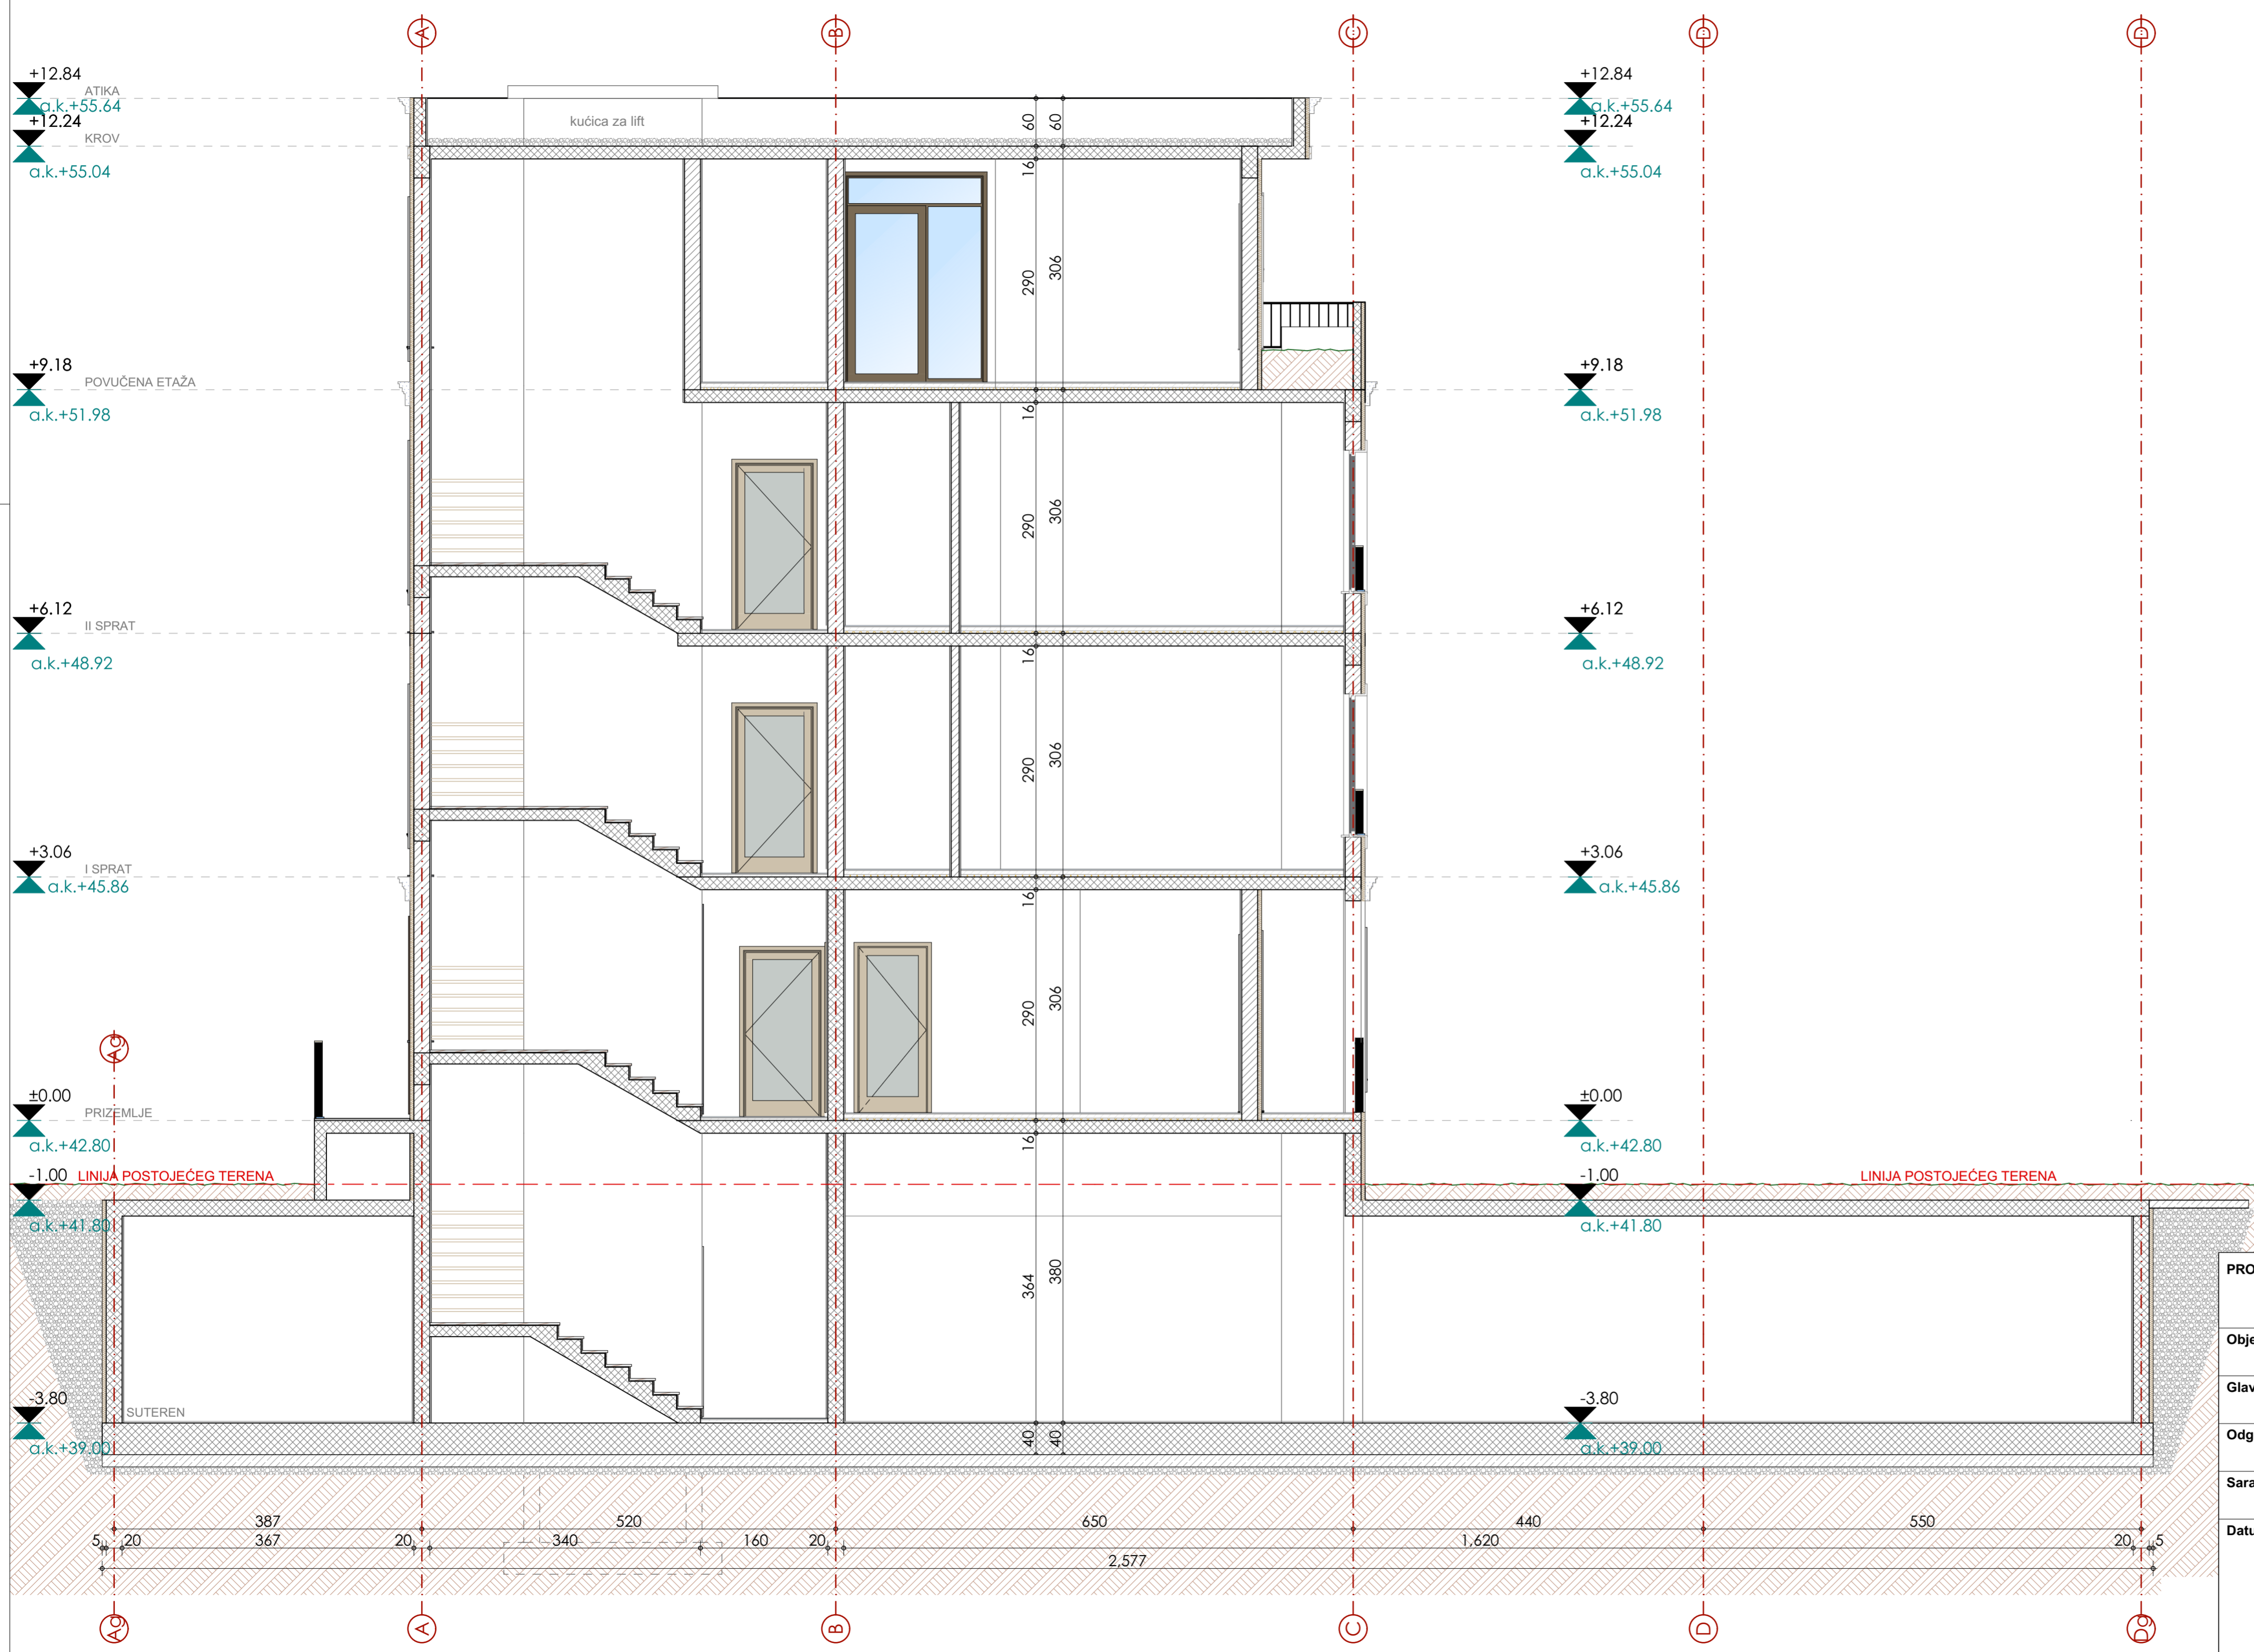 A
B
C
D
D
+12.84
ATIKA
a.k.+55.64
+12.24
KROV
a.k.+55.04
kućica za lift
+12.84
a.k.+55.64
+12.24
a.k.+55.04
60
60
16
290
306
+9.18
POVUČENA ETAŽA
a.k.+51.98
+9.18
a.k.+51.98
16
290
306
+6.12
II SPRAT
a.k.+48.92
+6.12
a.k.+48.92
16
290
306
+3.06
I SPRAT
a.k.+45.86
+3.06
a.k.+45.86
16
290
306
Ag
±0.00
PRIZEMLJE
a.k.+42.80
±0.00
a.k.+42.80
16
-1.00
LINIJA POSTOJEĆEG TERENA
a.k.+41.80
-1.00
LINIJA POSTOJEĆEG TERENA
a.k.+41.80
364
380
-3.80
SUTEREN
a.k.+39.00
-3.80
a.k.+39.00
40
40
PRO
Obje
Glav
Odg
Sara
Datu
387
520
650
440
550
5
20
367
20
340
160
20
1,620
20
5
2,577
Ag
A
B
C
D
Dg